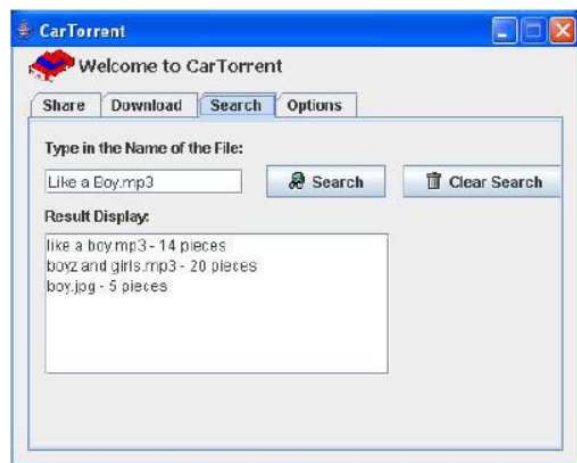 CarTorrent
Welcome to CarTorrent
Share Download Search Options
Type in the Name of the File:
Like a Boy.mp3 Search Clear Search
Result Display:
like a boy.mp3 - 14 pieces
boyz and girls.mp3 - 20 pieces
boy.jpg - 5 pieces